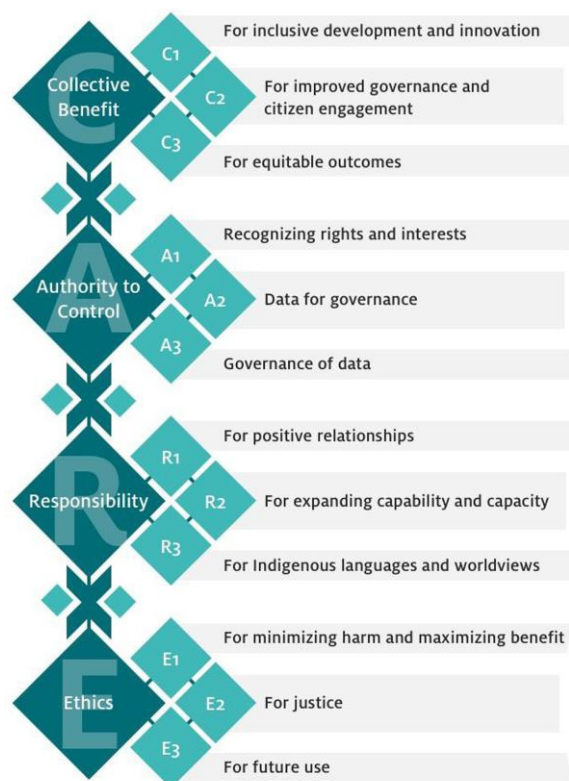 C
Collective
Benefit
C1
For inclusive development and innovation
C2
For improved governance and
citizen engagement
C3
For equitable outcomes
A
Authority to
Control
A1
Recognizing rights and interests
A2
Data for governance
A3
Governance of data
R
Responsibility
R1
For positive relationships
R2
For expanding capability and capacity
R3
For Indigenous languages and worldviews
E
Ethics
E1
For minimizing harm and maximizing benefit
E2
For justice
E3
For future use